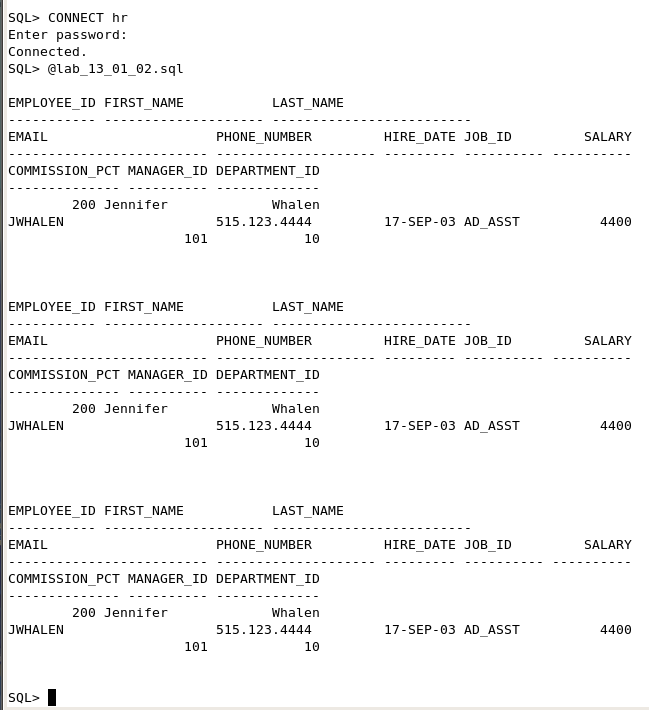 SQL> CONNECT hr
Enter password:
Connected.
SQL> @lab_13_01_02.sql

EMPLOYEE_ID FIRST_NAME           LAST_NAME
----------- -------------------- -------------------------
EMAIL                     PHONE_NUMBER         HIRE_DATE JOB_ID         SALARY
------------------------- -------------------- --------- ---------- ----------
COMMISSION_PCT MANAGER_ID DEPARTMENT_ID
-------------- ---------- -------------
        200 Jennifer             Whalen
JWHALEN                   515.123.4444         17-SEP-03 AD_ASST          4400
                      101            10

EMPLOYEE_ID FIRST_NAME           LAST_NAME
----------- -------------------- -------------------------
EMAIL                     PHONE_NUMBER         HIRE_DATE JOB_ID         SALARY
------------------------- -------------------- --------- ---------- ----------
COMMISSION_PCT MANAGER_ID DEPARTMENT_ID
-------------- ---------- -------------
        200 Jennifer             Whalen
JWHALEN                   515.123.4444         17-SEP-03 AD_ASST          4400
                      101            10

EMPLOYEE_ID FIRST_NAME           LAST_NAME
----------- -------------------- -------------------------
EMAIL                     PHONE_NUMBER         HIRE_DATE JOB_ID         SALARY
------------------------- -------------------- --------- ---------- ----------
COMMISSION_PCT MANAGER_ID DEPARTMENT_ID
-------------- ---------- -------------
        200 Jennifer             Whalen
JWHALEN                   515.123.4444         17-SEP-03 AD_ASST          4400
                      101            10

SQL>